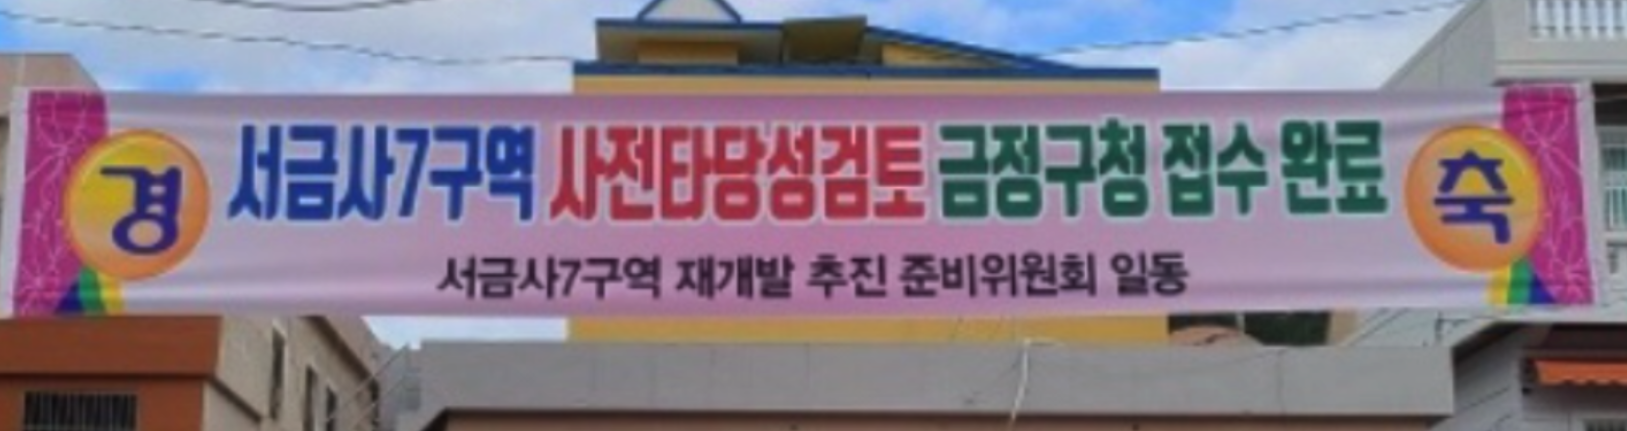 경 서금사7구역 사전타당성검토 금정구청 접수 완료 축
서금사7구역 재개발 추진 준비위원회 일동